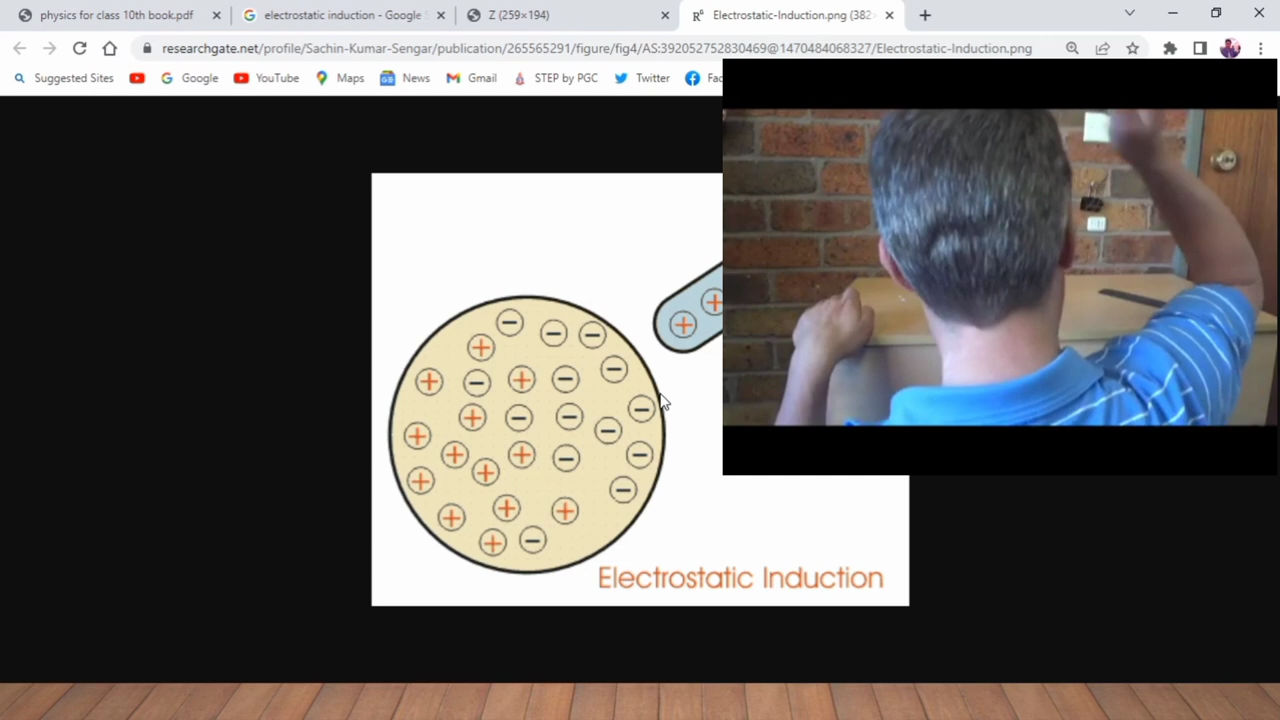 physics for class 10th book.pdf
electrostatic induction - Google
Z (259×194)
Electrostatic-Induction.png (382
researchgate.net/profile/Sachin-Kumar-Sengar/publication/265565291/figure/fig4/AS:392052752830469@1470484068327/Electrostatic-Induction.png
Suggested Sites
Google
YouTube
Maps
News
Gmail
STEP by PGC
Twitter
Electrostatic Induction